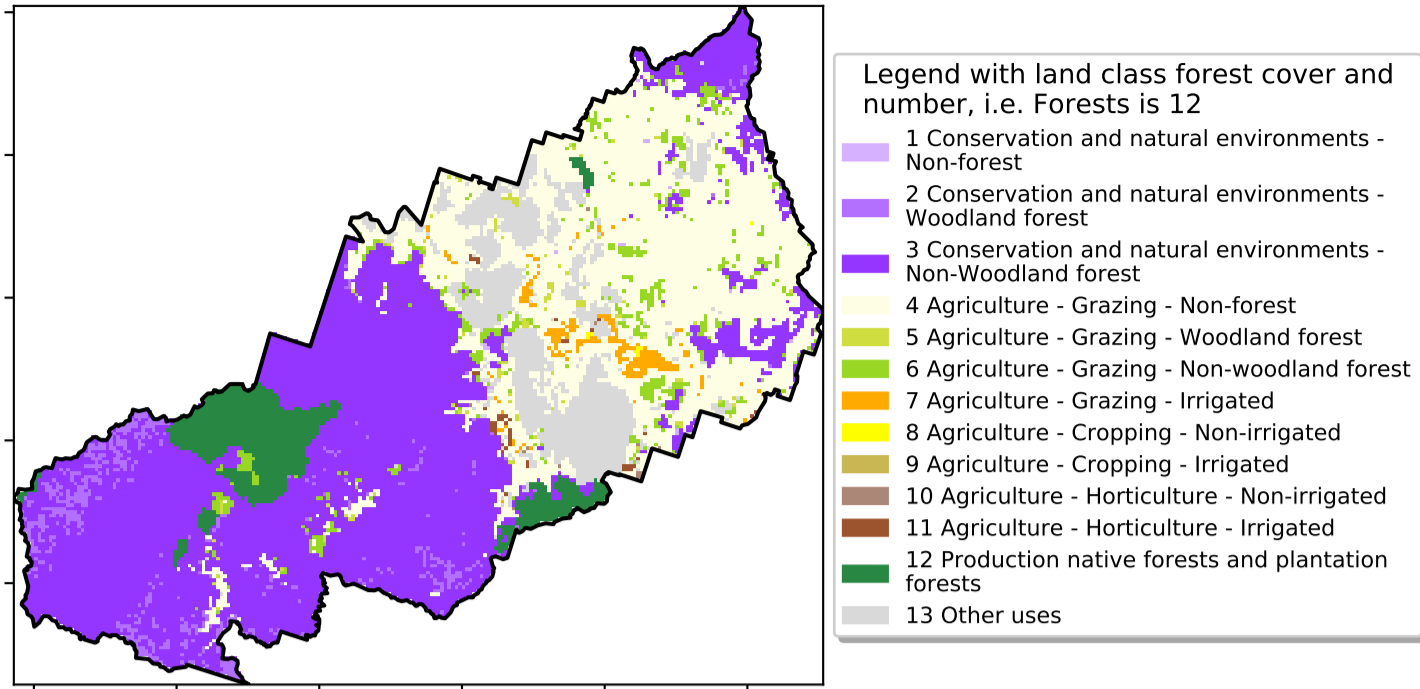 Legend with land class forest cover and
number, i.e. Forests is 12
1 Conservation and natural environments -
Non-forest
2 Conservation and natural environments -
Woodland forest
3 Conservation and natural environments -
Non-Woodland forest
4 Agriculture - Grazing - Non-forest
5 Agriculture - Grazing - Woodland forest
6 Agriculture - Grazing - Non-woodland forest
7 Agriculture - Grazing - Irrigated
8 Agriculture - Cropping - Non-irrigated
9 Agriculture - Cropping - Irrigated
10 Agriculture - Horticulture - Non-irrigated
11 Agriculture - Horticulture - Irrigated
12 Production native forests and plantation
forests
13 Other uses